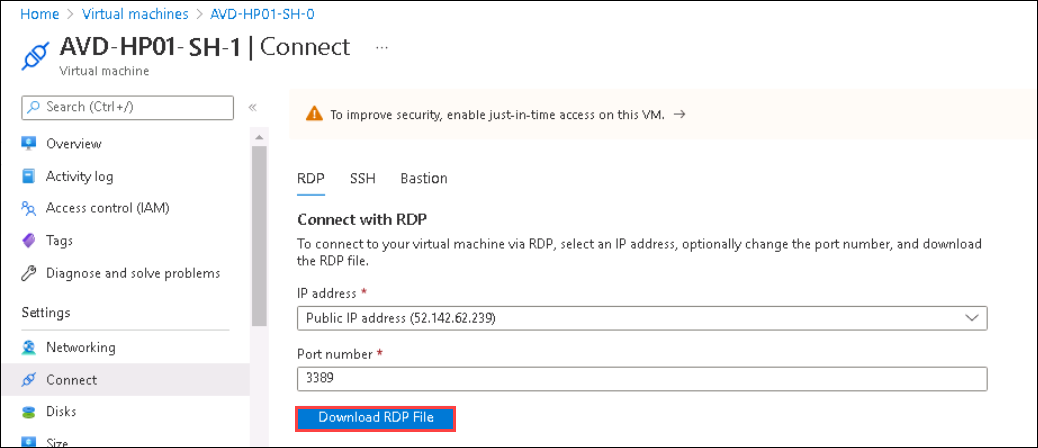 Home > Virtual machines > AVD-HP01-SH-0
AVD-HP01-SH-1 | Connect ...
Virtual machine
Search (Ctrl+/) «
To improve security, enable just-in-time access on this VM. →
Overview
Activity log
Access control (IAM)
Tags
Diagnose and solve problems
Settings
Networking
Connect
Disks
Size
RDP SSH Bastion
Connect with RDP
To connect to your virtual machine via RDP, select an IP address, optionally change the port number, and download
the RDP file.
IP address *
Public IP address (52.142.62.239)
Port number *
3389
Download RDP File